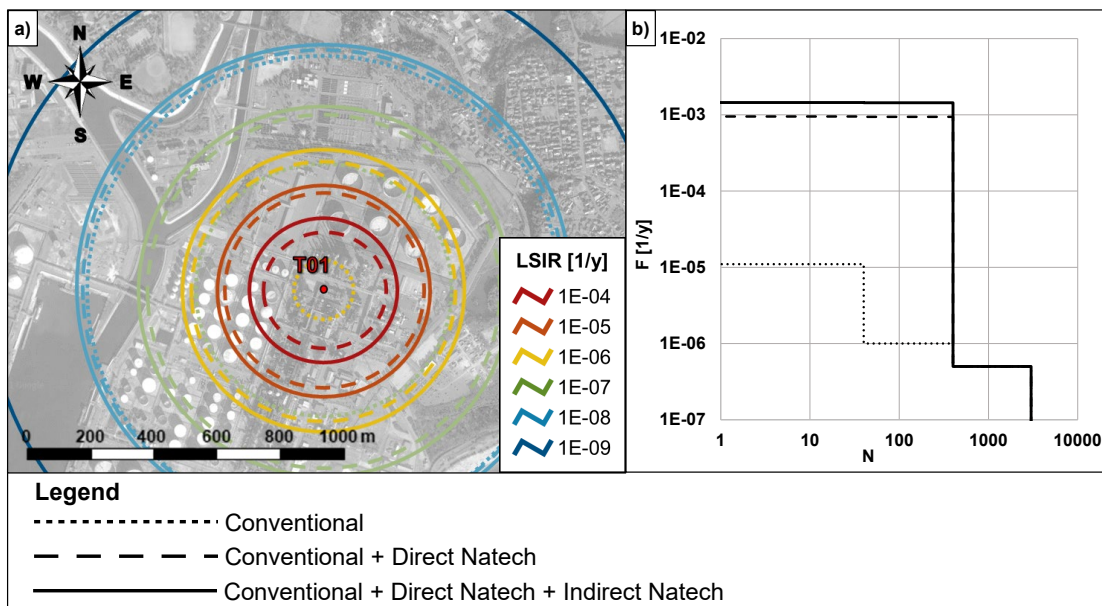 a)
N
W E
S
T01
0 200 400 600 800 1000 m
LSIR [1/y]
1E-04
1E-05
1E-06
1E-07
1E-08
1E-09
b)
1E-02
1E-03
1E-04
1E-05
1E-06
1E-07
F [1/y]
1 10 100 1000 10000
N
Legend
Conventional
Conventional + Direct Natech
Conventional + Direct Natech + Indirect Natech